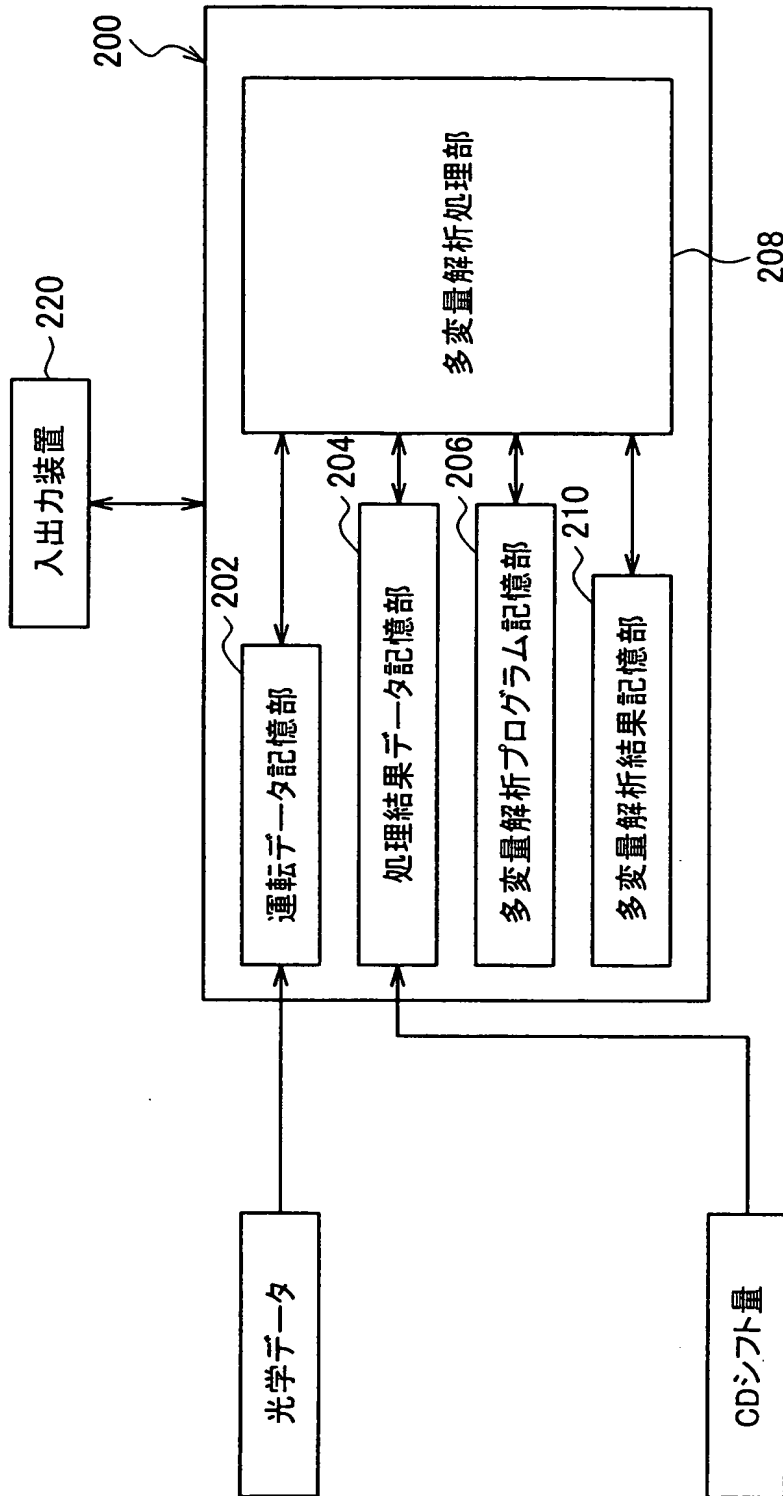 200
入出力装置
220
多変量解析処理部
208
運転データ記憶部
202
処理結果データ記憶部
204
多変量解析プログラム記憶部
206
多変量解析結果記憶部
210
光学データ
CDシフト量